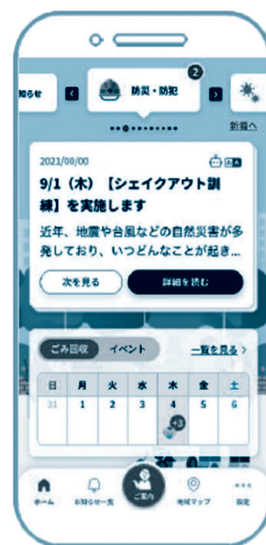 らせ
防災・防犯
2
新着へ
2021/00/00
9/1（木）【シェイクアウト訓
練】を実施します
近年、地震や台風などの自然災害が多
発しており、いつどんなことが起き...
次を見る 詳細を読む
ごみ回収 イベント 一覧を見る
日 月 火 水 木 金 土
31 1 2 3 4 5 6
+3
ホーム お知らせ一覧 ご案内 地域マップ 設定